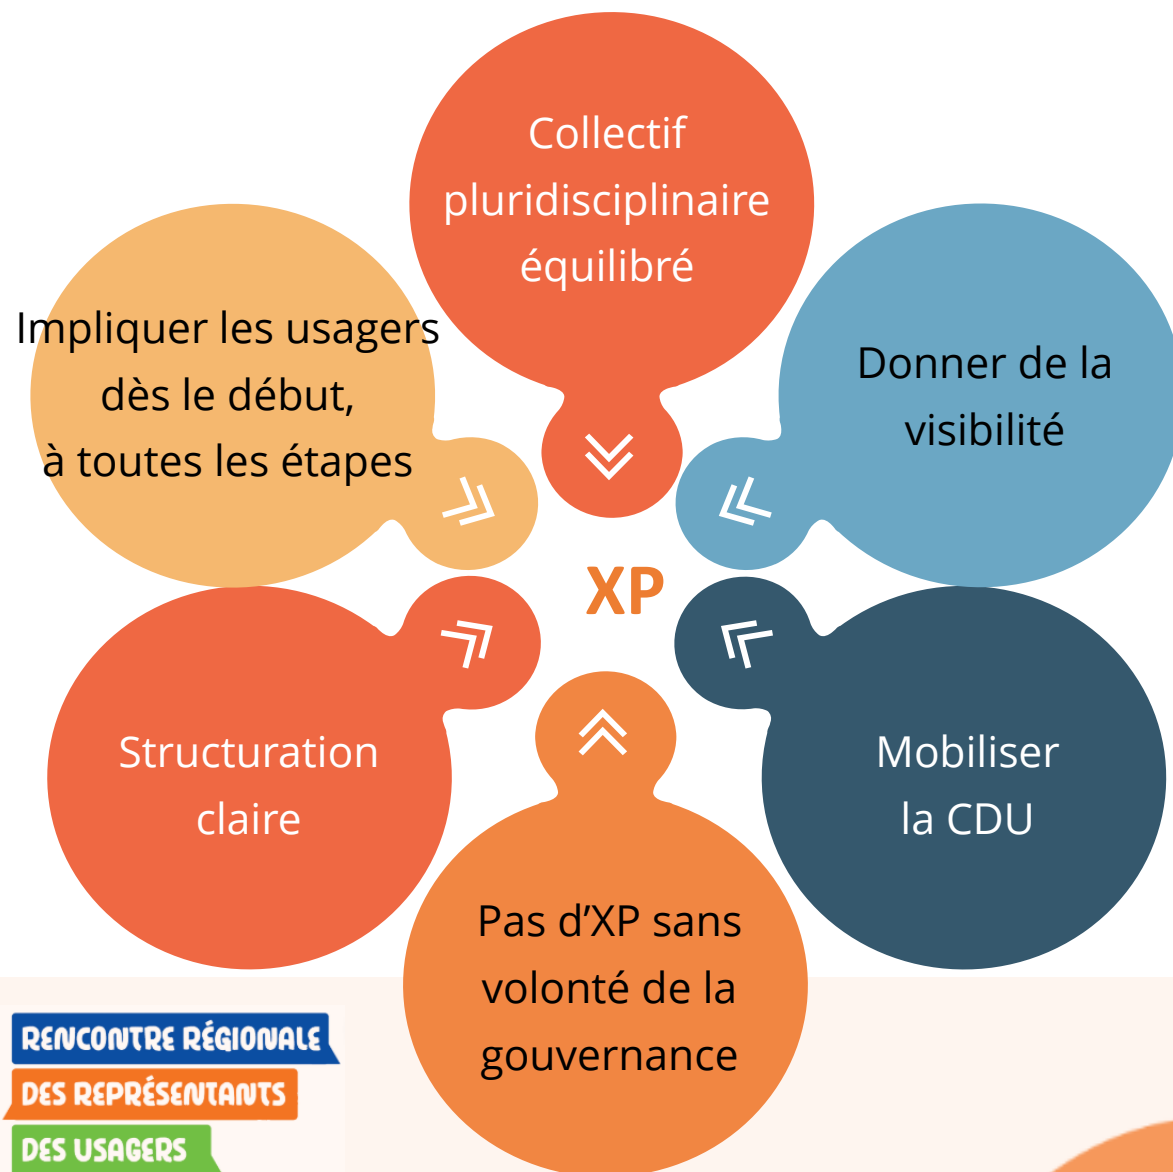 Collectif
pluridisciplinaire
équilibré
Impliquer les usagers
dès le début,
à toutes les étapes
Donner de la
visibilité
XP
Structuration
claire
Mobiliser
la CDU
Pas d’XP sans
volonté de la
gouvernance
RENCONTRE RÉGIONALE
DES REPRÉSENTANTS
DES USAGERS